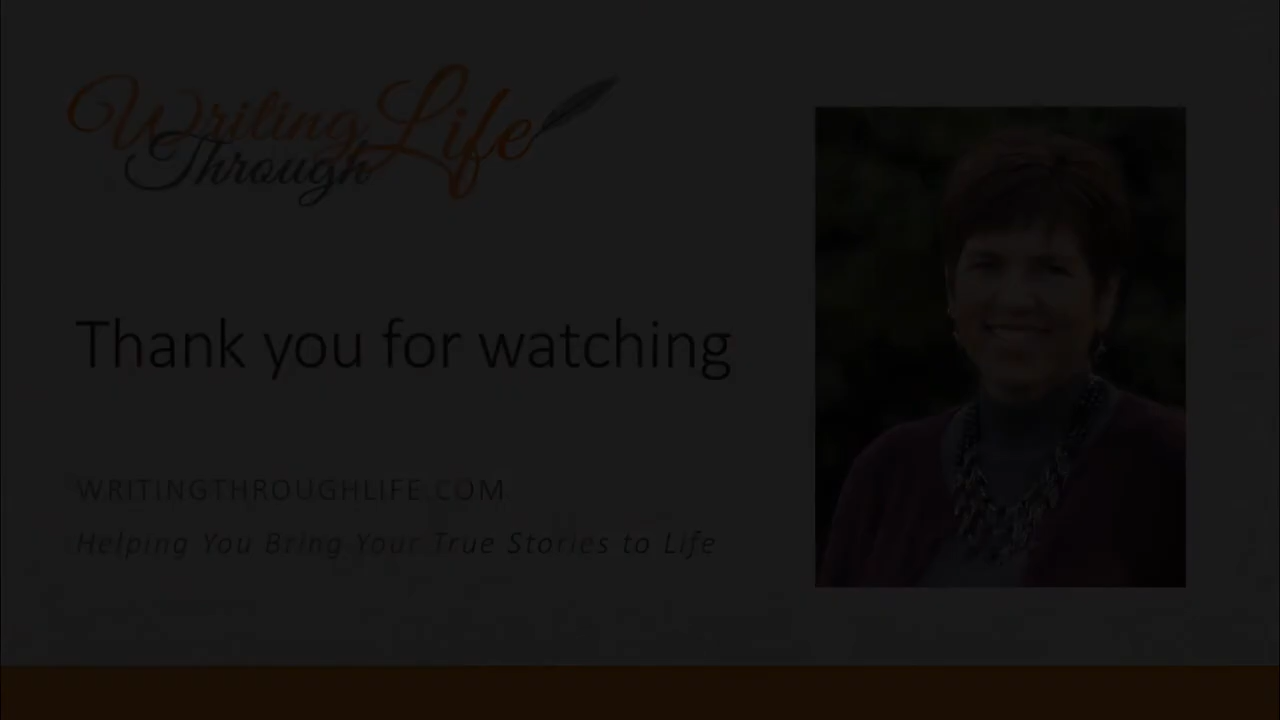 Writing Life
Through
Thank you for watching
WRITINGTHROUGHLIFE.COM
Helping You Bring Your True Stories to Life